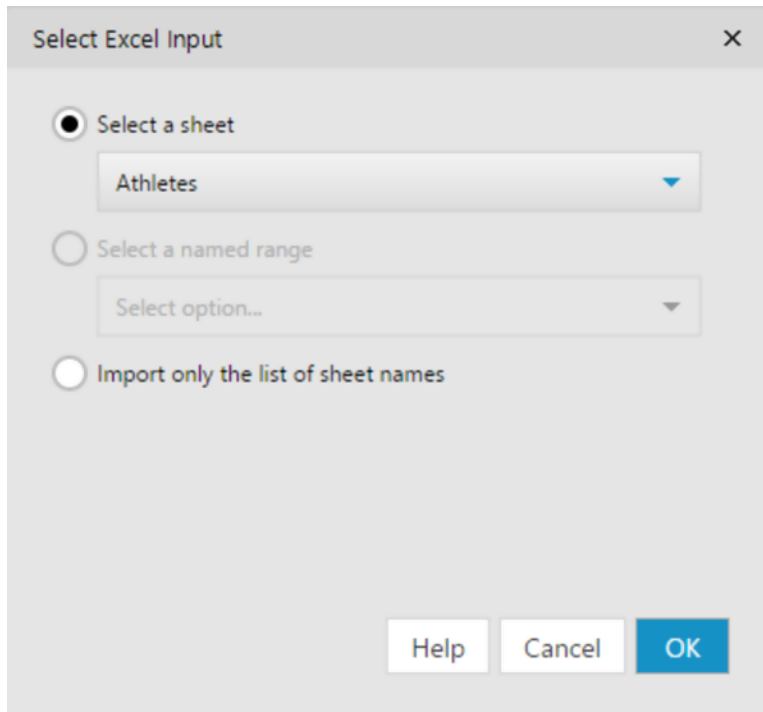 Select Excel Input
Select a sheet
Athletes
Select a named range
Select option...
Import only the list of sheet names
Help Cancel OK